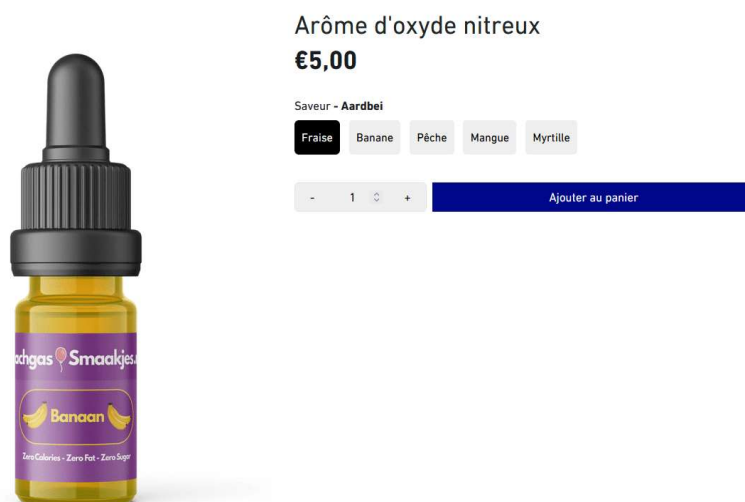 Arôme d'oxyde nitreux
€5,00
Saveur - Aardbei
Fraise Banane Pêche Mangue Myrtille
- 1 +
Ajouter au panier
Smaakjes
Banaan
Zero Calories - Zero Fat - Zero Sugar